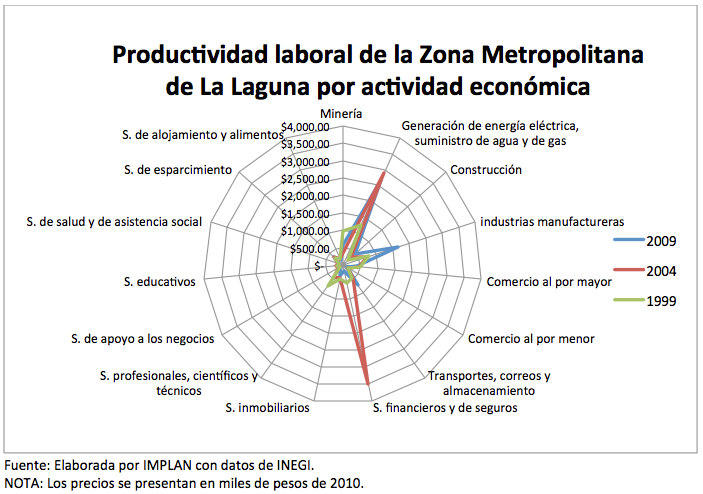 Productividad laboral de la Zona Metropolitana
de La Laguna por actividad económica
Minería
$4,000.00
$3,500.00
$3,000.00
$2,500.00
$2,000.00
$1,500.00
$1,000.00
$500.00
$-
Generación de energía eléctrica,
suministro de agua y de gas
Construcción
industrias manufactureras
Comercio al por mayor
Comercio al por menor
Transportes, correos y
almacenamiento
S. financieros y de seguros
S. inmobiliarios
S. profesionales, científicos y
técnicos
S. de apoyo a los negocios
S. educativos
S. de salud y de asistencia social
S. de esparcimiento
S. de alojamiento y alimentos
2009
2004
1999
Fuente: Elaborada por IMPLAN con datos de INEGI.
NOTA: Los precios se presentan en miles de pesos de 2010.